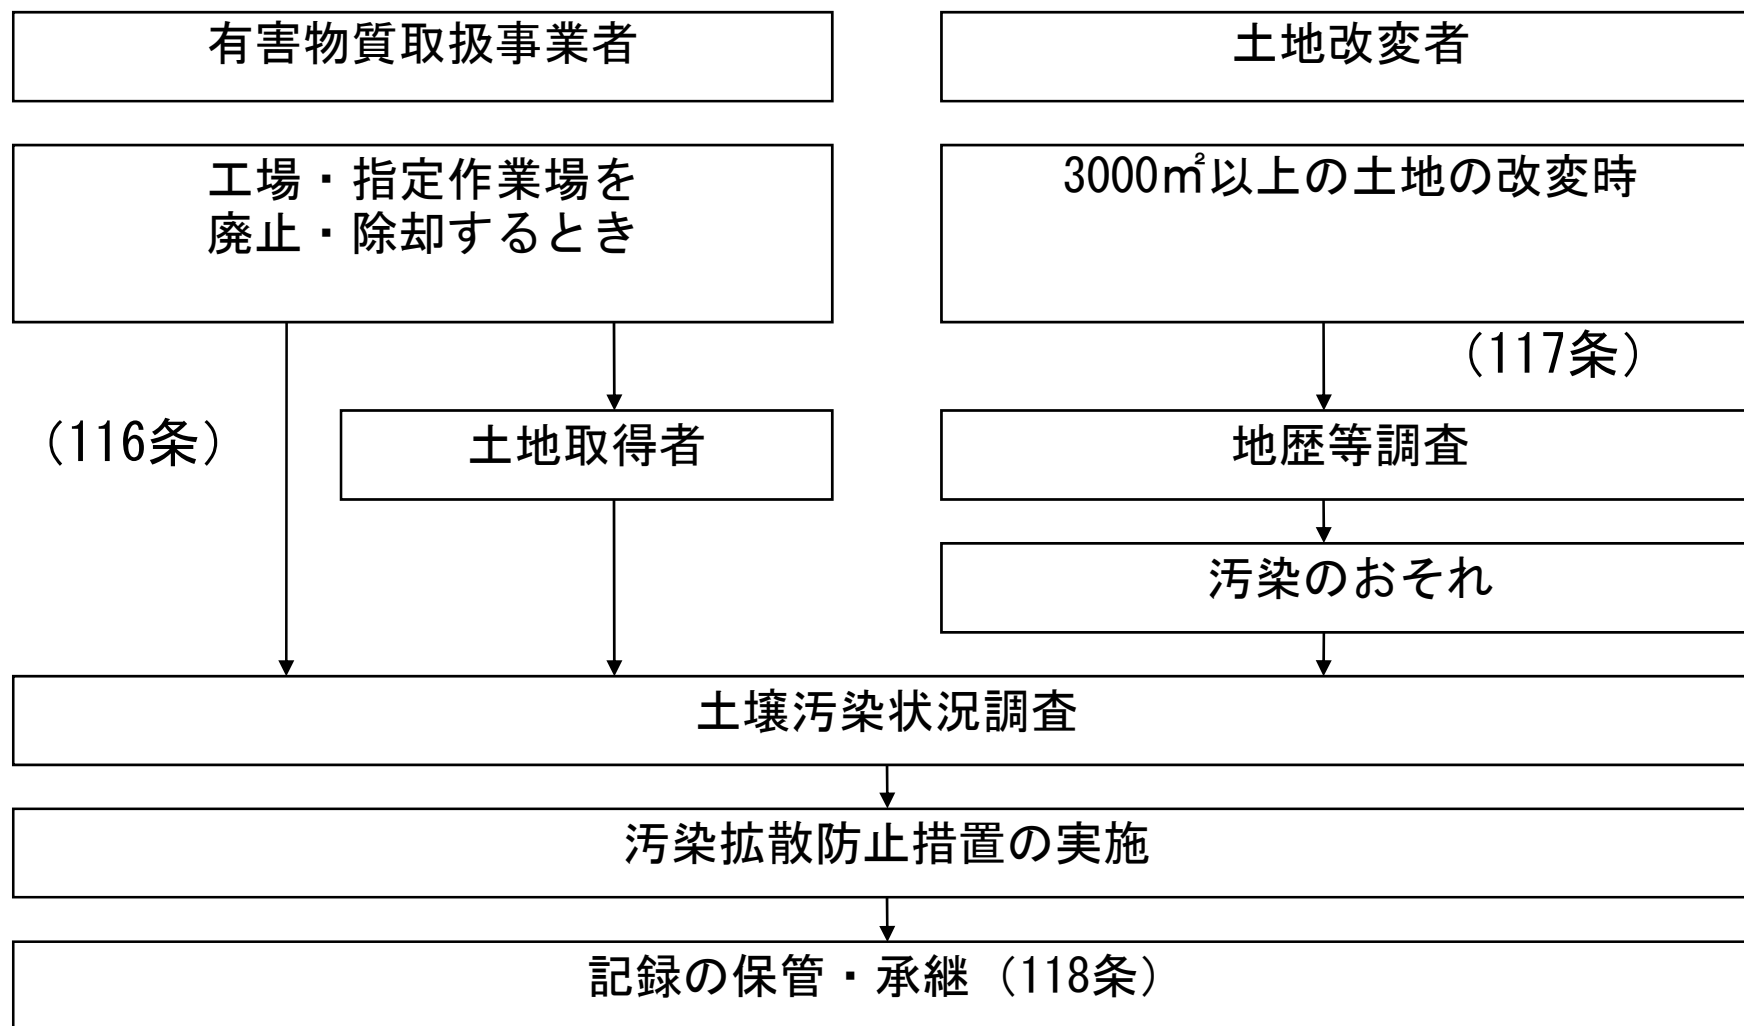 有害物質取扱事業者
土地改変者
工場・指定作業場を
廃止・除却するとき
3000㎡以上の土地の改変時
（117条）
（116条）
土地取得者
地歴等調査
汚染のおそれ
土壌汚染状況調査
汚染拡散防止措置の実施
記録の保管・承継（118条）